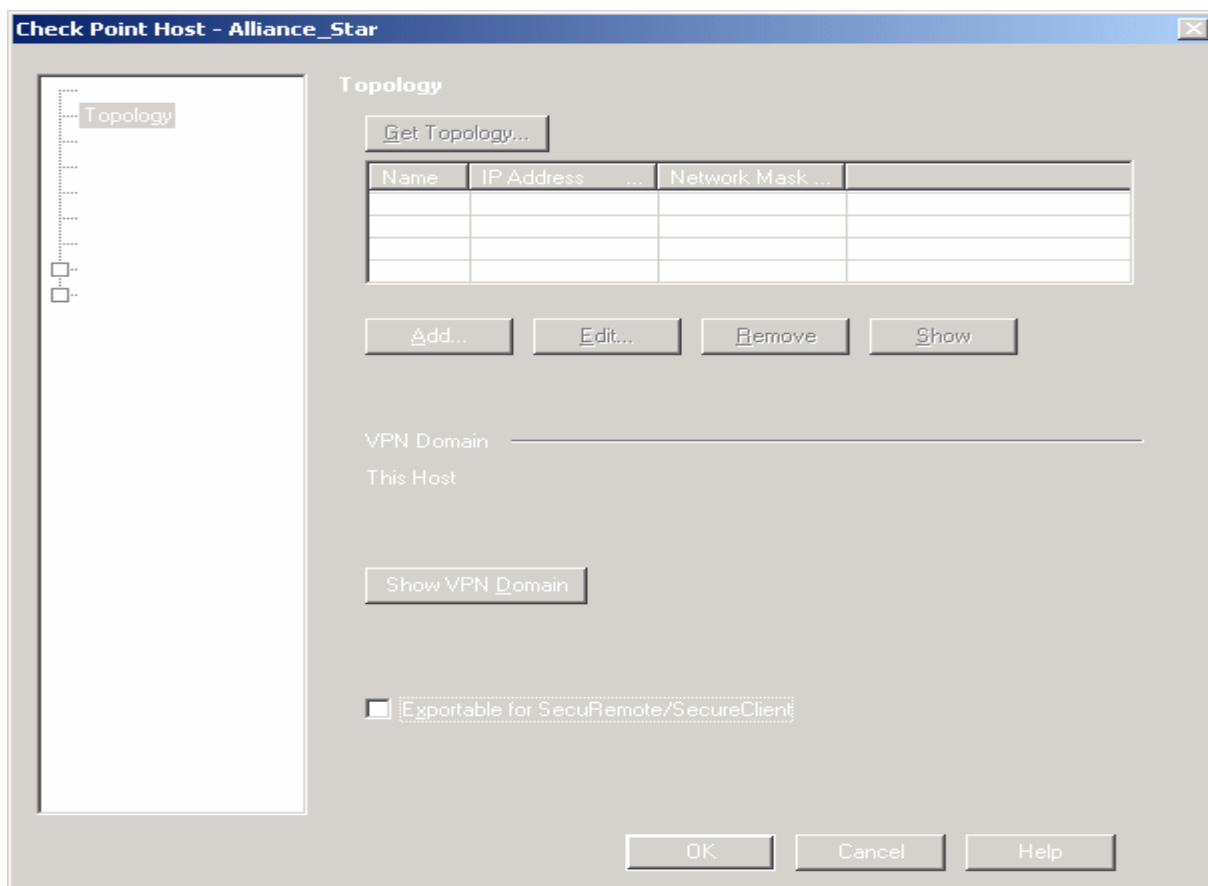 Check Point Host - Alliance_Star
Topology
Topology
Get Topology...
Name IP Address ... Network Mask ...
Add... Edit... Remove Show
VPN Domain
This Host
Show VPN Domain
Exportable for SecuRemote/SecureClient
OK Cancel Help